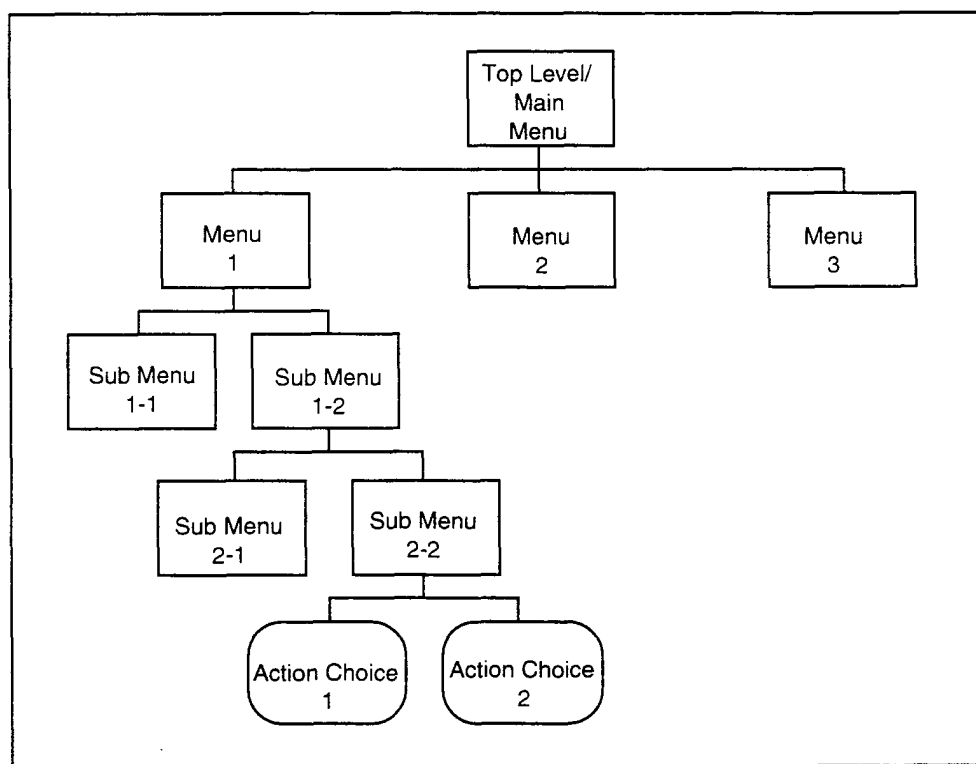 Top Level/
Main
Menu
Menu
1
Menu
2
Menu
3
Sub Menu
1-1
Sub Menu
1-2
Sub Menu
2-1
Sub Menu
2-2
Action Choice
1
Action Choice
2